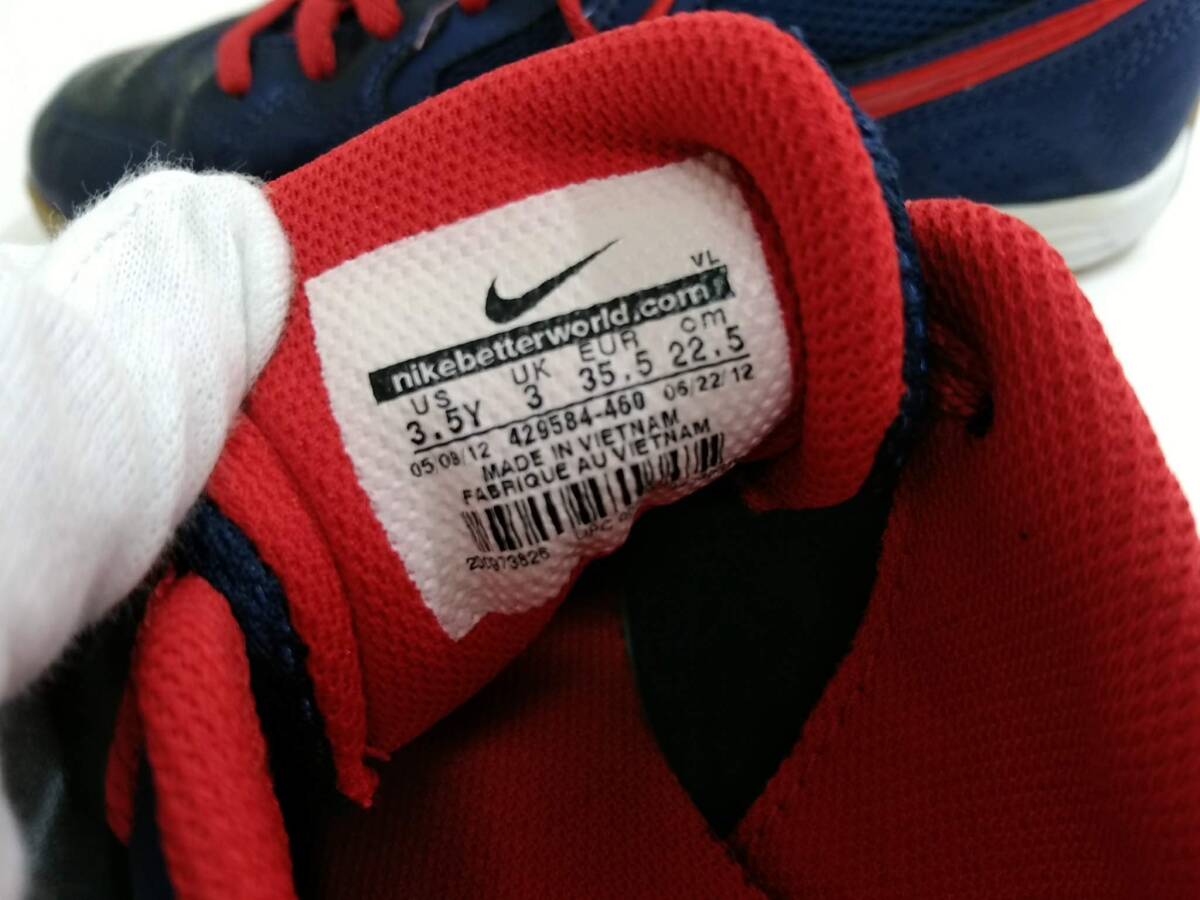 VL
nikebetterworld.com
US UK EUR cm
3.5Y 3 35.5 22.5
05/08/12 429584-460 06/22/12
MADE IN VIETNAM
FABRIQUE AU VIETNAM
UPC